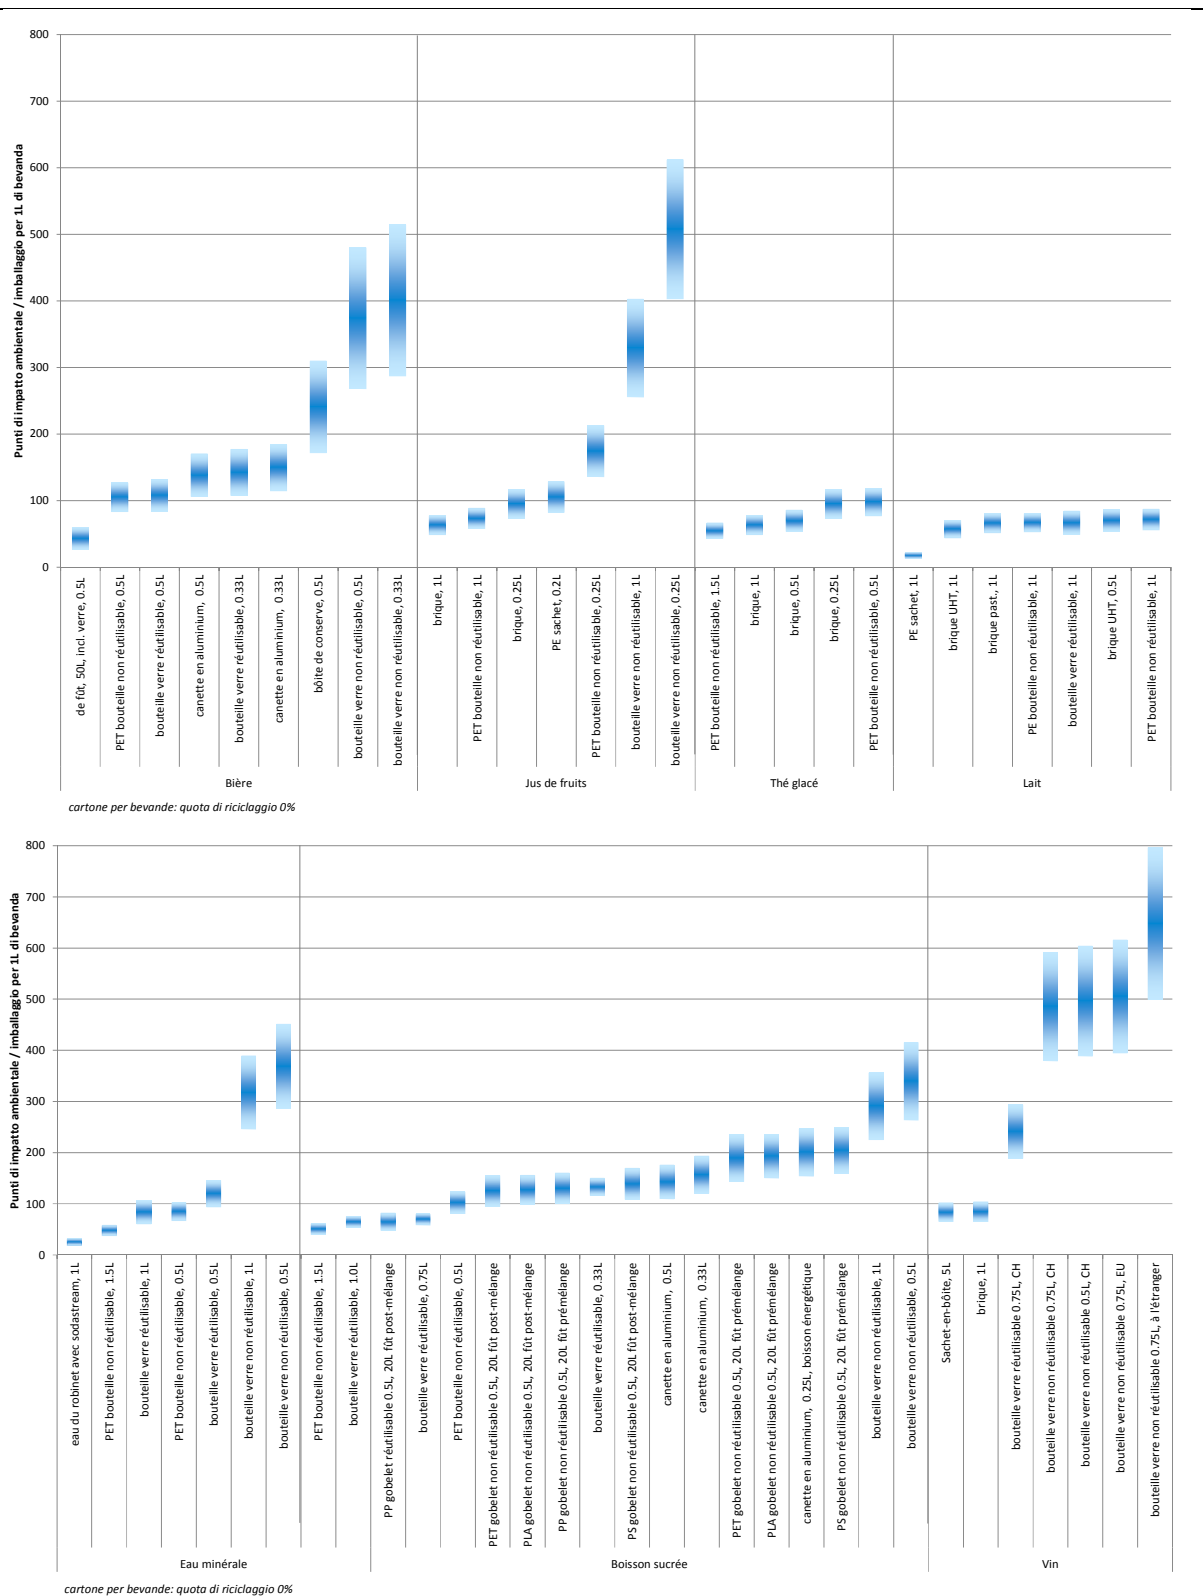 800
700
600
500
400
300
200
100
0
Punti di impatto ambientale / imballaggio per 1L di bevanda
de fût, 50L, incl. verre, 0.5L
PET bouteille non réutilisable, 0.5L
bouteille verre réutilisable, 0.5L
canette en aluminium, 0.5L
bouteille verre réutilisable, 0.33L
canette en aluminium, 0.33L
bôite de conserve, 0.5L
bouteille verre non réutilisable, 0.5L
bouteille verre non réutilisable, 0.33L
brique, 1L
PET bouteille non réutilisable, 1L
brique, 0.25L
PE sachet, 0.2L
PET bouteille non réutilisable, 0.25L
bouteille verre non réutilisable, 1L
bouteille verre non réutilisable, 0.25L
PET bouteille non réutilisable, 1.5L
brique, 1L
brique, 0.5L
brique, 0.25L
PET bouteille non réutilisable, 0.5L
PE sachet, 1L
brique UHT, 1L
brique past., 1L
PE bouteille non réutilisable, 1L
bouteille verre réutilisable, 1L
brique UHT, 0.5L
PET bouteille non réutilisable, 1L
Bière
Jus de fruits
Thé glacé
Lait
cartone per bevande: quota di riciclaggio 0%
800
700
600
500
400
300
200
100
0
Punti di impatto ambientale / imballaggio per 1L di bevanda
eau du robinet avec sodastream, 1L
PET bouteille non réutilisable, 1.5L
bouteille verre réutilisable, 1L
PET bouteille non réutilisable, 0.5L
bouteille verre réutilisable, 0.5L
bouteille verre non réutilisable, 1L
bouteille verre non réutilisable, 0.5L
PET bouteille non réutilisable, 1.5L
bouteille verre réutilisable, 1.0L
PP gobelet réutilisable 0.5L, 20L fût post-mélange
bouteille verre réutilisable, 0.75L
PET bouteille non réutilisable, 0.5L
PET gobelet non réutilisable 0.5L, 20L fût post-mélange
PLA gobelet non réutilisable 0.5L, 20L fût post-mélange
PP gobelet non réutilisable 0.5L, 20L fût prémélange
bouteille verre réutilisable, 0.33L
PS gobelet non réutilisable 0.5L, 20L fût post-mélange
canette en aluminium, 0.5L
canette en aluminium, 0.33L
PET gobelet non réutilisable 0.5L, 20L fût prémélange
PLA gobelet non réutilisable 0.5L, 20L fût prémélange
canette en aluminium, 0.25L, boisson énergétique
PS gobelet non réutilisable 0.5L, 20L fût prémélange
bouteille verre non réutilisable, 1L
bouteille verre non réutilisable, 0.5L
Sachet-en-bôite, 5L
brique, 1L
bouteille verre réutilisable 0.75L, CH
bouteille verre non réutilisable 0.75L, CH
bouteille verre non réutilisable 0.5L, CH
bouteille verre non réutilisable 0.75L, EU
bouteille verre non réutilisable 0.75L, à l'étranger
Eau minérale
Boisson sucrée
Vin
cartone per bevande: quota di riciclaggio 0%